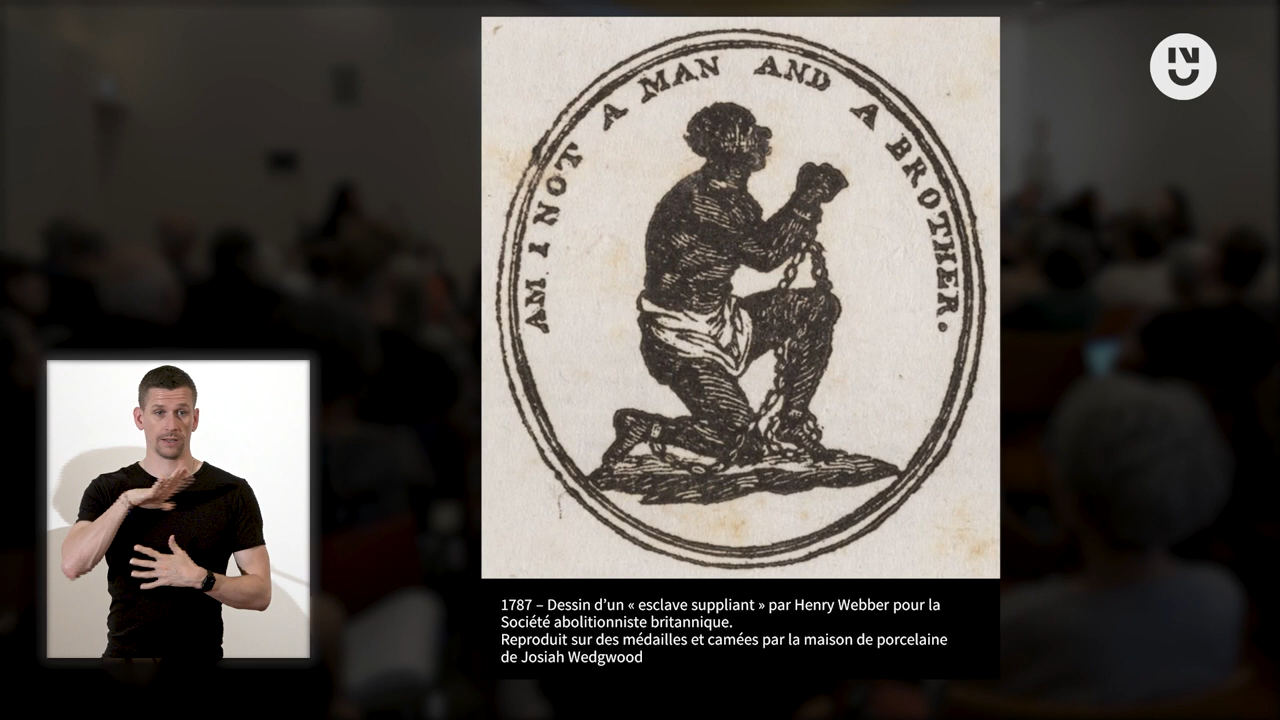 AM I NOT A MAN AND A BROTHER.
1787 – Dessin d’un « esclave suppliant » par Henry Webber pour la
Société abolitionniste britannique.
Reproduit sur des médailles et camées par la maison de porcelaine
de Josiah Wedgwood